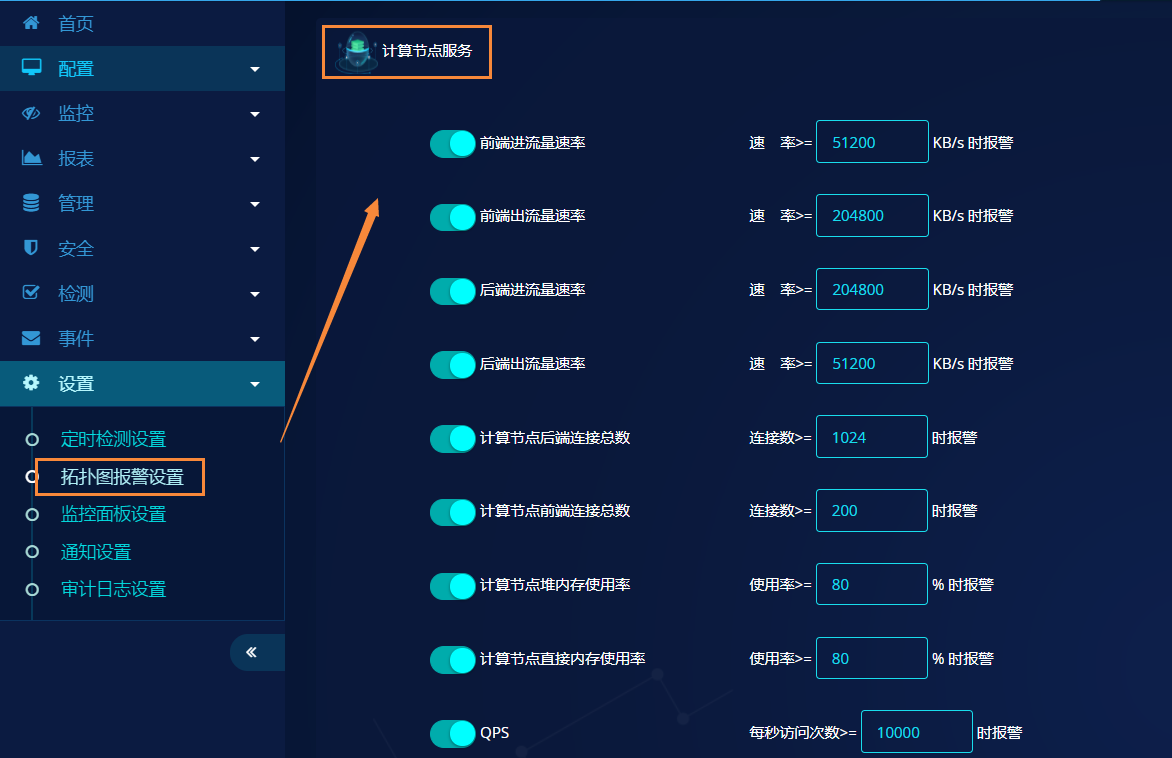 首页
配置
监控
报表
管理
安全
检测
事件
设置
定时检测设置
拓扑图报警设置
监控面板设置
通知设置
审计日志设置
计算节点服务
前端进流量速率 速 率>= 51200 KB/s 时报警
前端出流量速率 速 率>= 204800 KB/s 时报警
后端进流量速率 速 率>= 204800 KB/s 时报警
后端出流量速率 速 率>= 51200 KB/s 时报警
计算节点后端连接总数 连接数>= 1024 时报警
计算节点前端连接总数 连接数>= 200 时报警
计算节点堆内存使用率 使用率>= 80 % 时报警
计算节点直接内存使用率 使用率>= 80 % 时报警
QPS 每秒访问次数>= 10000 时报警